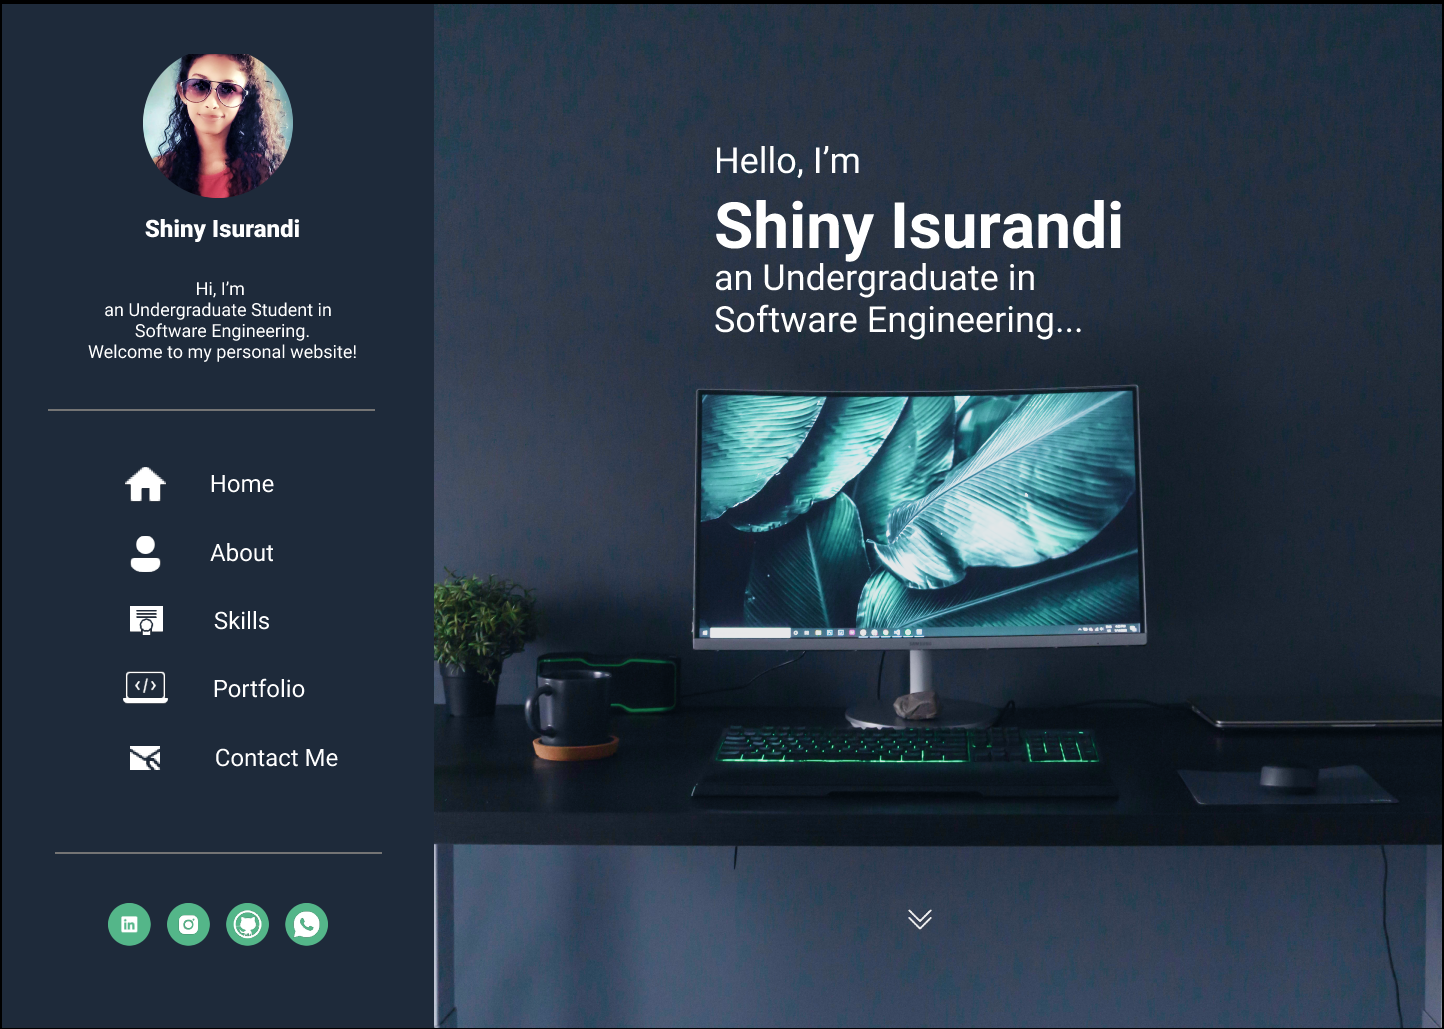 Shiny Isurandi
Hi, I’m
an Undergraduate Student in
Software Engineering.
Welcome to my personal website!
Home
About
Skills
Portfolio
Contact Me
Hello, I’m
Shiny Isurandi
an Undergraduate in
Software Engineering...